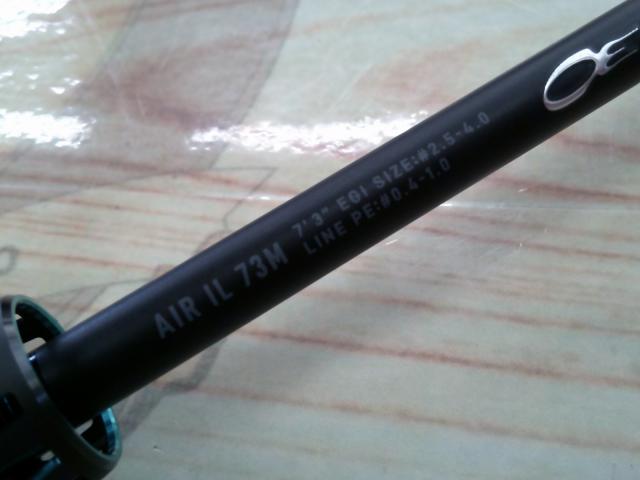 AIR IL 73M
7'3" EGI SIZE:#2.5-4.0
LINE PE:#0.4-1.0